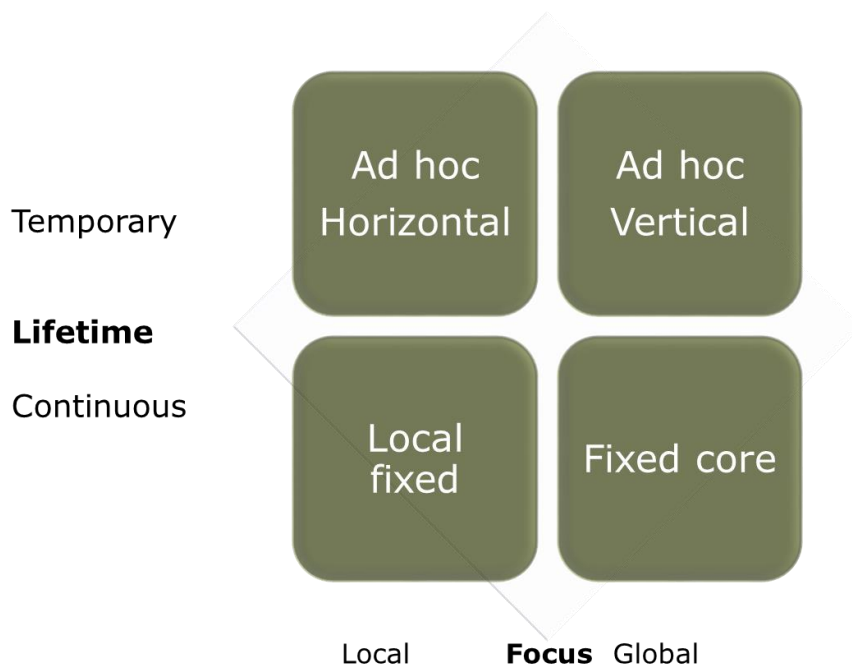 Ad hoc
Horizontal
Ad hoc
Vertical
Temporary
Lifetime
Continuous
Local
fixed
Fixed core
Local Focus Global